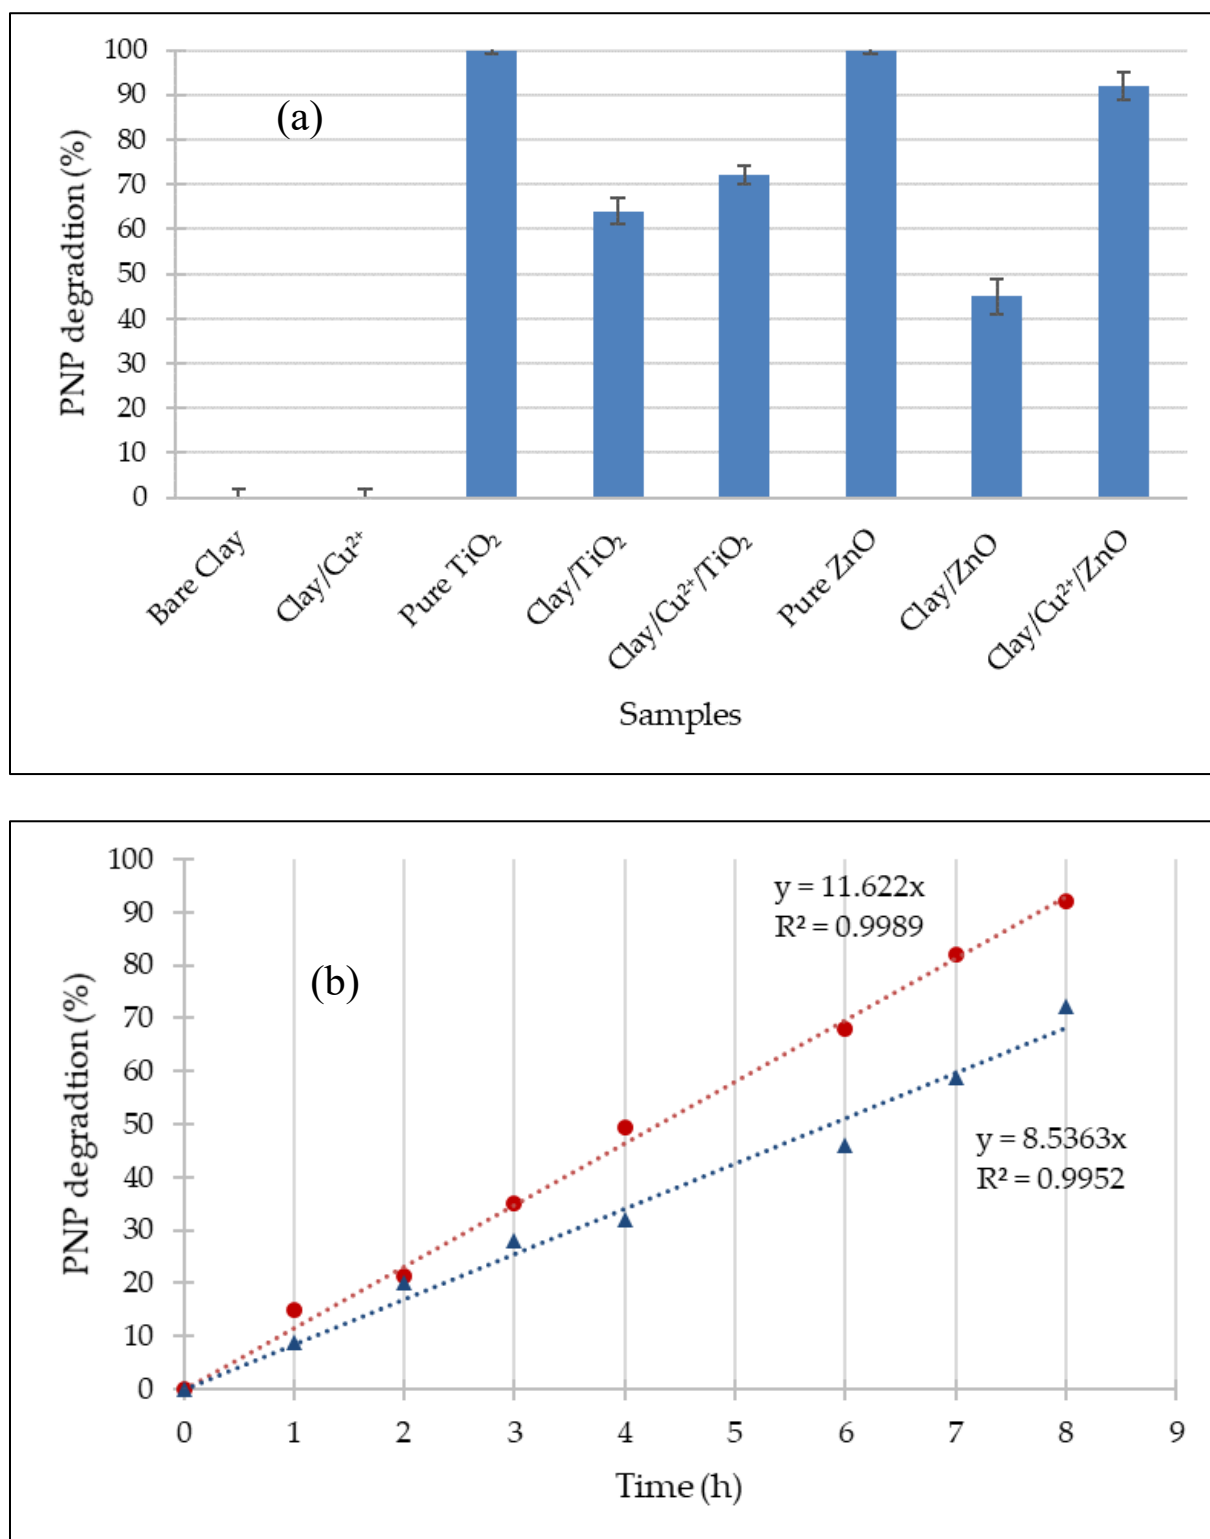 (a)
PNP degradtion (%)
100
90
80
70
60
50
40
30
20
10
0
Bare Clay
Clay/Cu²⁺
Pure TiO₂
Clay/TiO₂
Clay/Cu²⁺/TiO₂
Pure ZnO
Clay/ZnO
Clay/Cu²⁺/ZnO
Samples
(b)
PNP degradtion (%)
100
90
80
70
60
50
40
30
20
10
0
y = 11.622x
R² = 0.9989
y = 8.5363x
R² = 0.9952
0 1 2 3 4 5 6 7 8 9
Time (h)